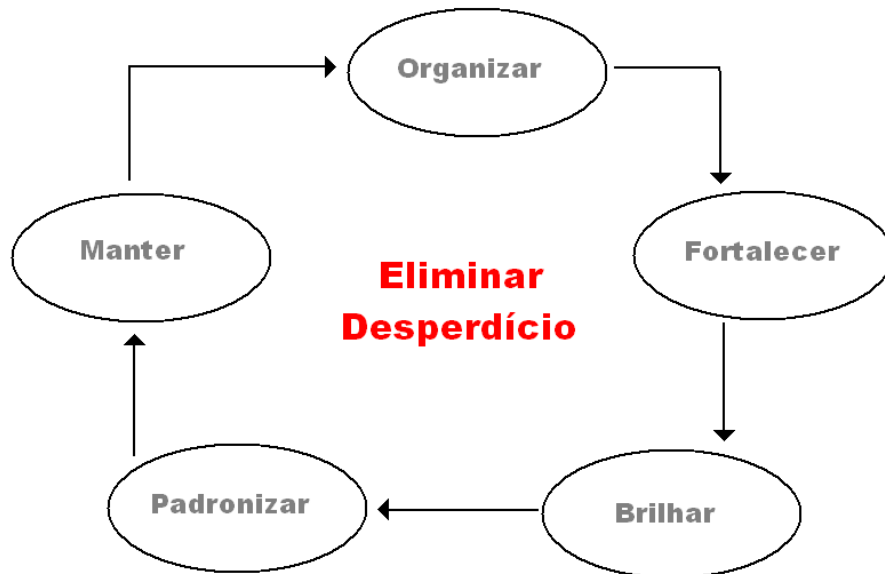 Organizar
Fortalecer
Manter
Eliminar
Desperdício
Padronizar
Brilhar